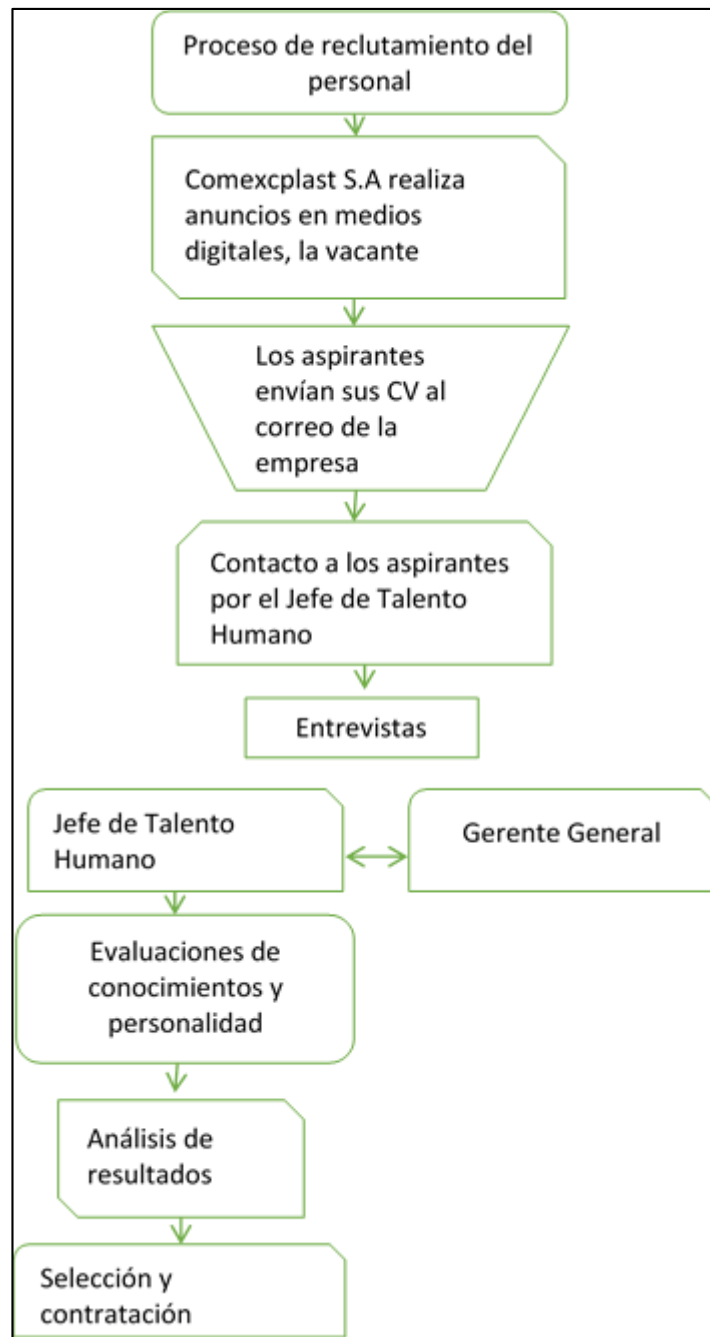 Proceso de reclutamiento del
personal
Comexcplast S.A realiza
anuncios en medios
digitales, la vacante
Los aspirantes
envían sus CV al
correo de la
empresa
Contacto a los aspirantes
por el Jefe de Talento
Humano
Entrevistas
Jefe de Talento
Humano
Gerente General
Evaluaciones de
conocimientos y
personalidad
Análisis de
resultados
Selección y
contratación